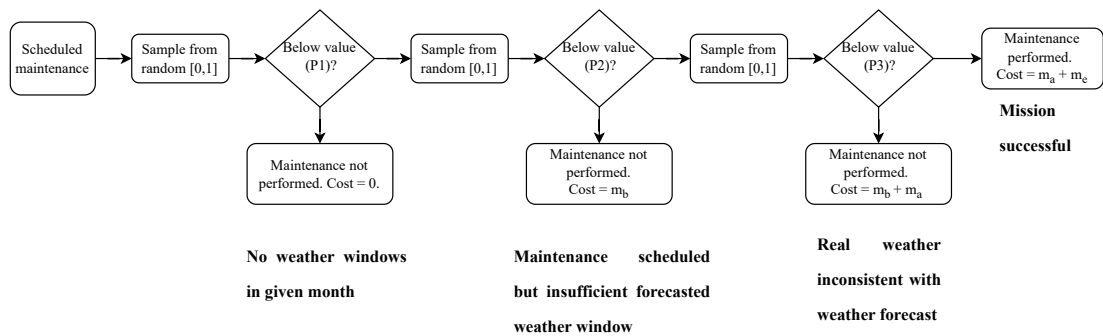 Scheduled
maintenance
Sample from
random [0,1]
Below value
(P1)?
Sample from
random [0,1]
Below value
(P2)?
Sample from
random [0,1]
Below value
(P3)?
Maintenance
performed.
Cost = mₐ + mₑ
Mission
successful
Maintenance not
performed. Cost = 0.
Maintenance not
performed.
Cost = m_b
Maintenance not
performed.
Cost = m_b + mₐ
No weather windows
in given month
Maintenance scheduled
but insufficient forecasted
weather window
Real weather
inconsistent with
weather forecast